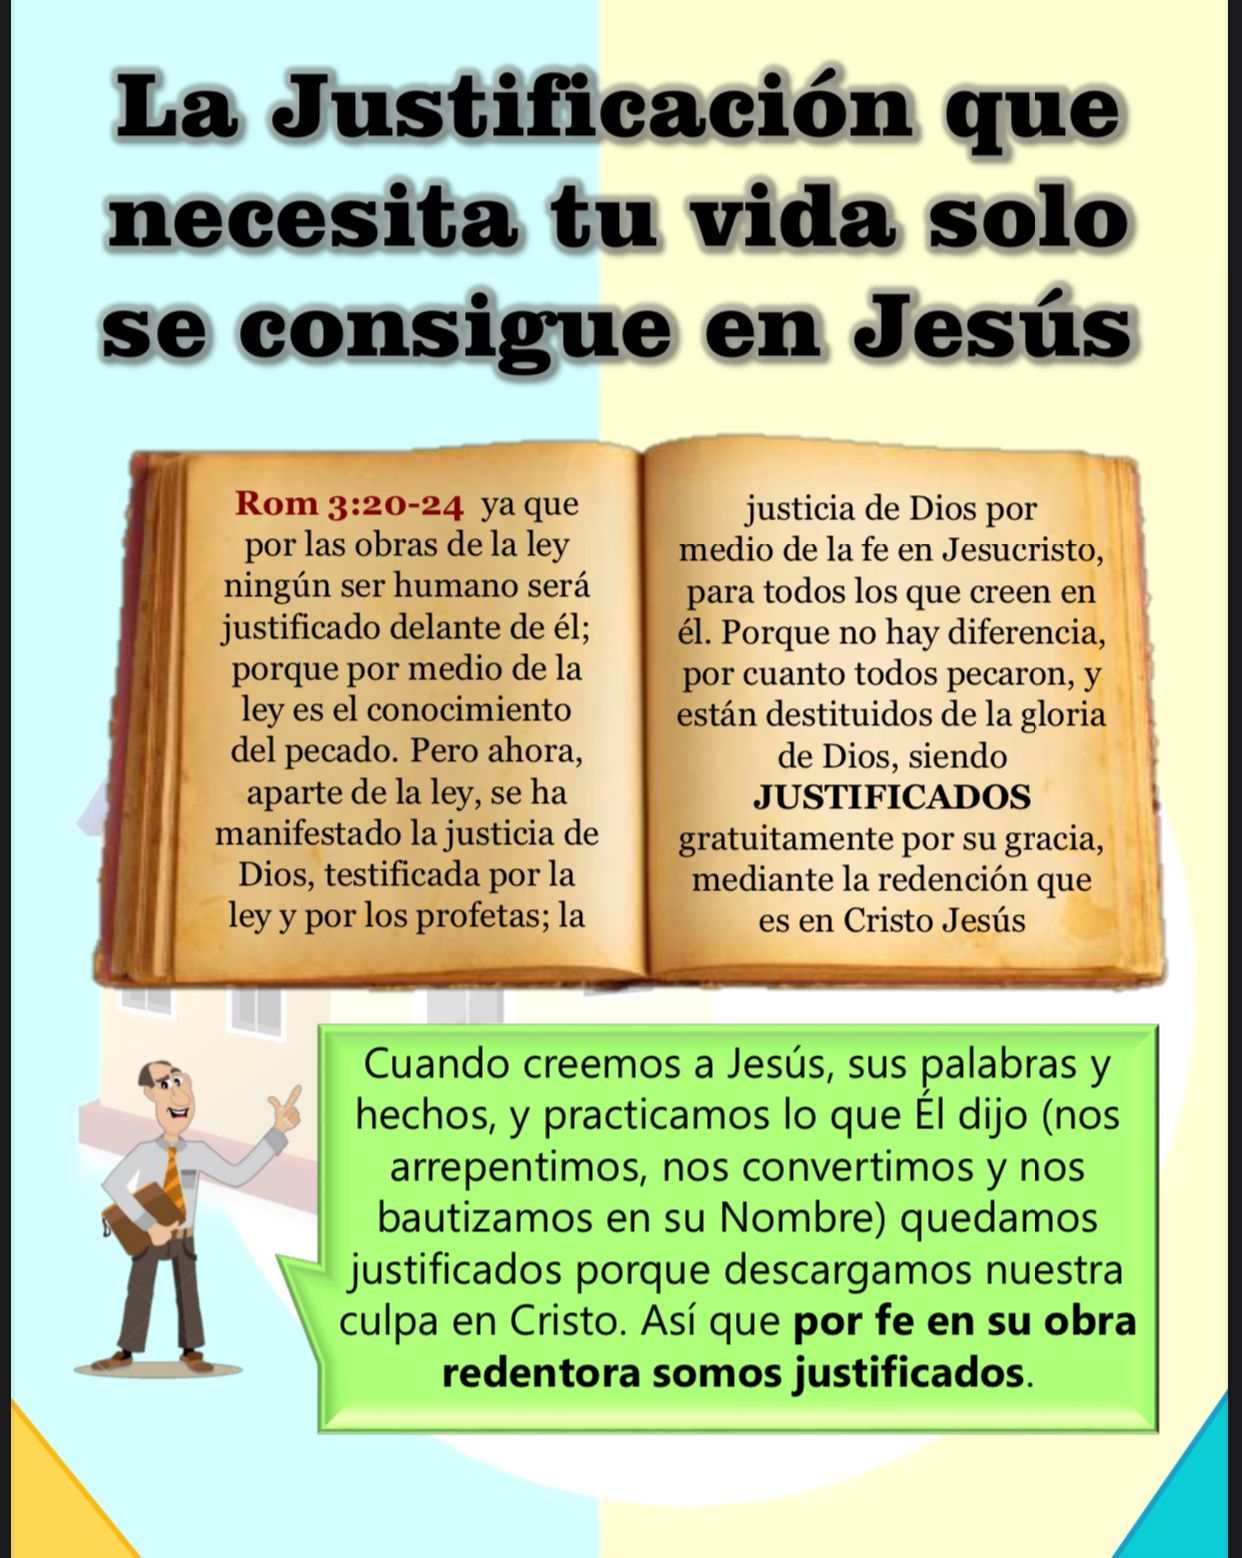 La Justificación que
necesita tu vida solo
se consigue en Jesús
Rom 3:20-24 ya que
por las obras de la ley
ningún ser humano será
justificado delante de él;
porque por medio de la
ley es el conocimiento
del pecado. Pero ahora,
aparte de la ley, se ha
manifestado la justicia de
Dios, testificada por la
ley y por los profetas; la
justicia de Dios por
medio de la fe en Jesucristo,
para todos los que creen en
él. Porque no hay diferencia,
por cuanto todos pecaron, y
están destituidos de la gloria
de Dios, siendo
JUSTIFICADOS
gratuitamente por su gracia,
mediante la redención que
es en Cristo Jesús
Cuando creemos a Jesús, sus palabras y
hechos, y practicamos lo que Él dijo (nos
arrepentimos, nos convertimos y nos
bautizamos en su Nombre) quedamos
justificados porque descargamos nuestra
culpa en Cristo. Así que por fe en su obra
redentora somos justificados.